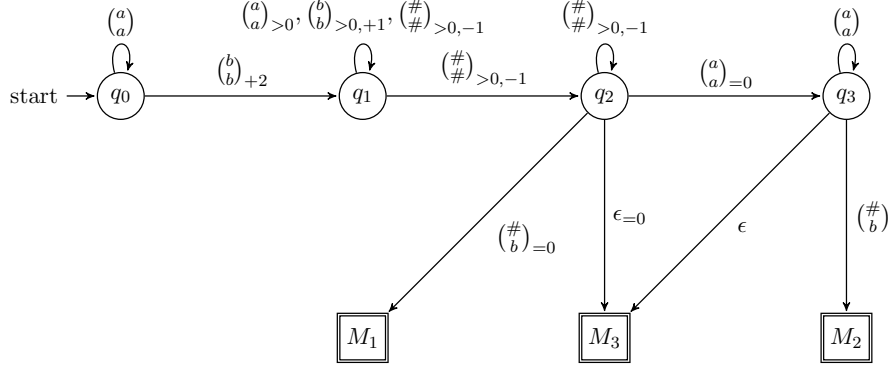 (a a) (a a)>0, (b b)>0,+1, (# #)>0,-1 (# #)>0,-1 (a a)
start q0 (b b)+2 q1 (# #)>0,-1 q2 (a a)=0 q3
(# b)=0 ϵ=0 ϵ (# b)
M1 M3 M2